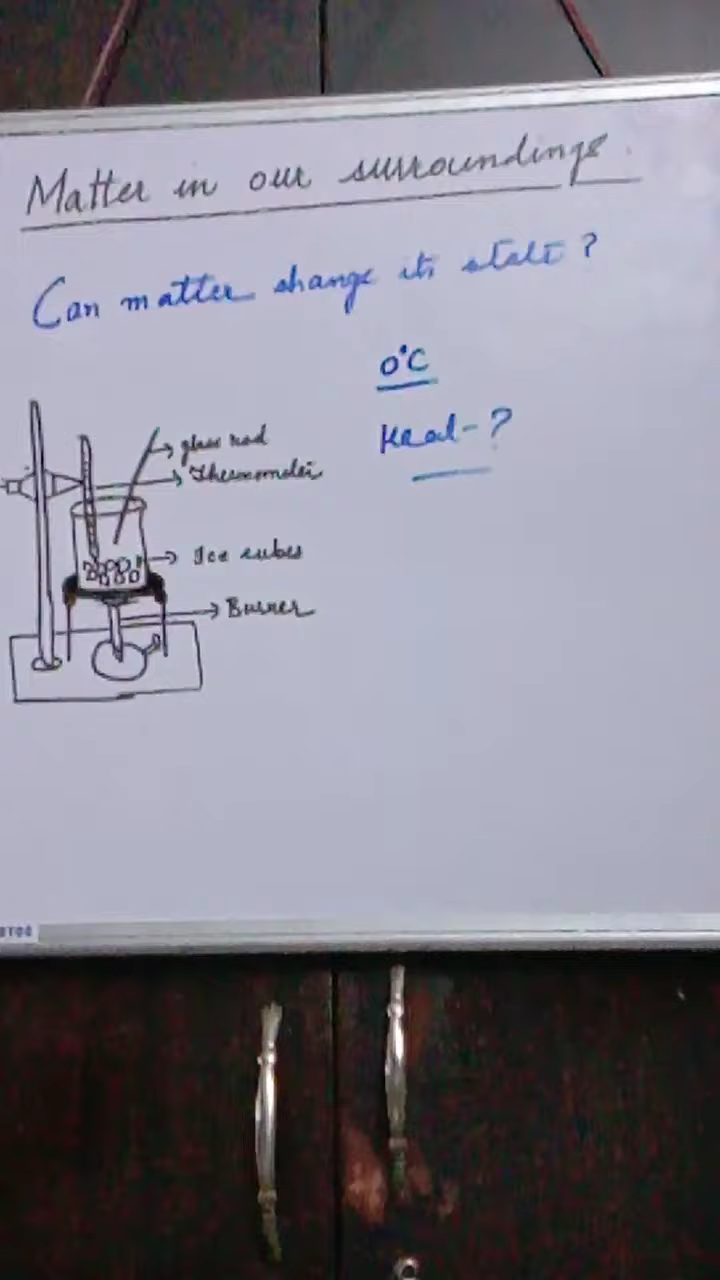 Matter in our surroundings.
Can matter change its state?
0°C
Heat - ?
glass rod
Thermometer
Ice cubes
Burner